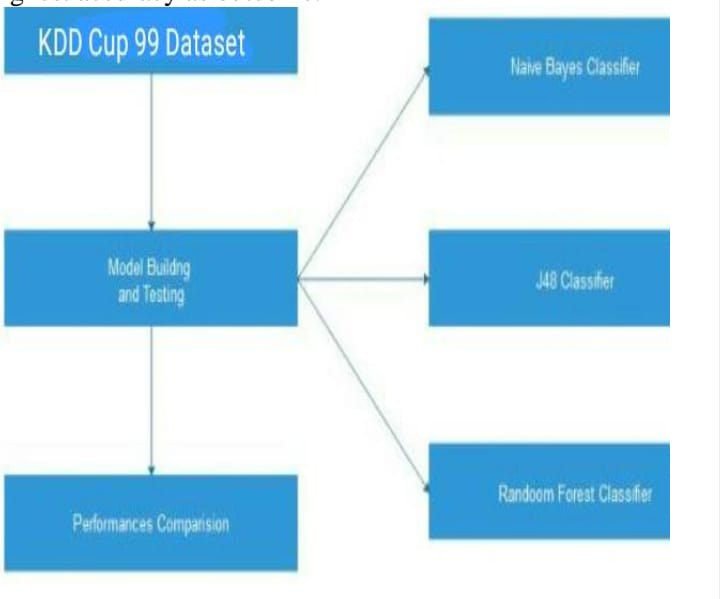 KDD Cup 99 Dataset
Naive Bayes Classifier
Model Buildng
and Testing
J48 Classifier
Randoom Forest Classifier
Performances Comparision